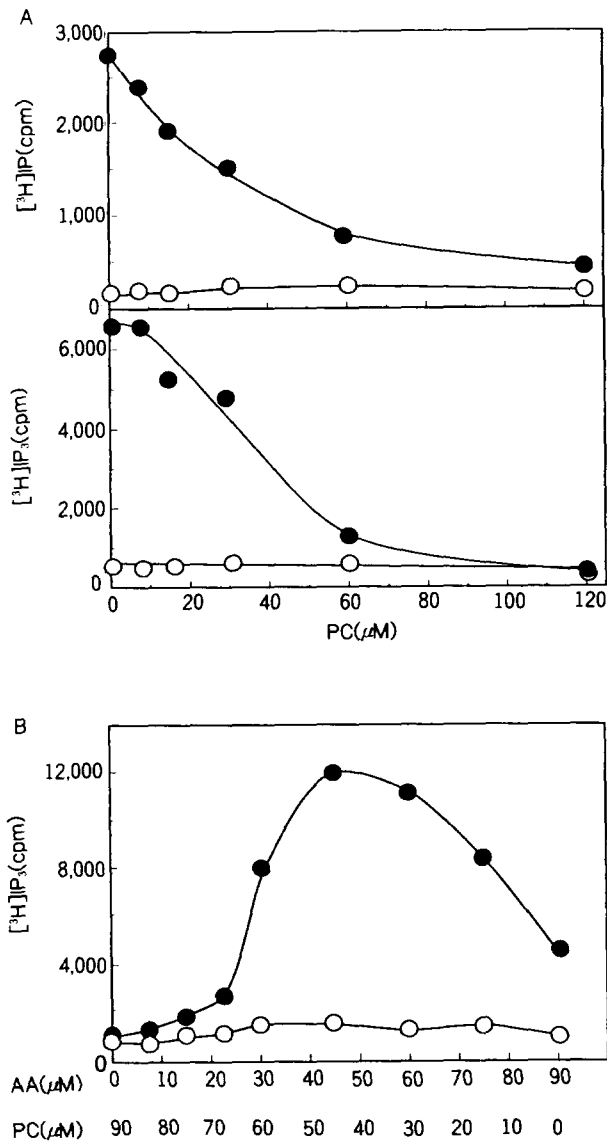 A
3,000
2,000
1,000
0
[³H]IP(cpm)
6,000
4,000
2,000
0
[³H]IP₃(cpm)
0 20 40 60 80 100 120
PC(μM)
B
12,000
8,000
4,000
0
[³H]IP₃(cpm)
AA(μM) 0 10 20 30 40 50 60 70 80 90
PC(μM) 90 80 70 60 50 40 30 20 10 0